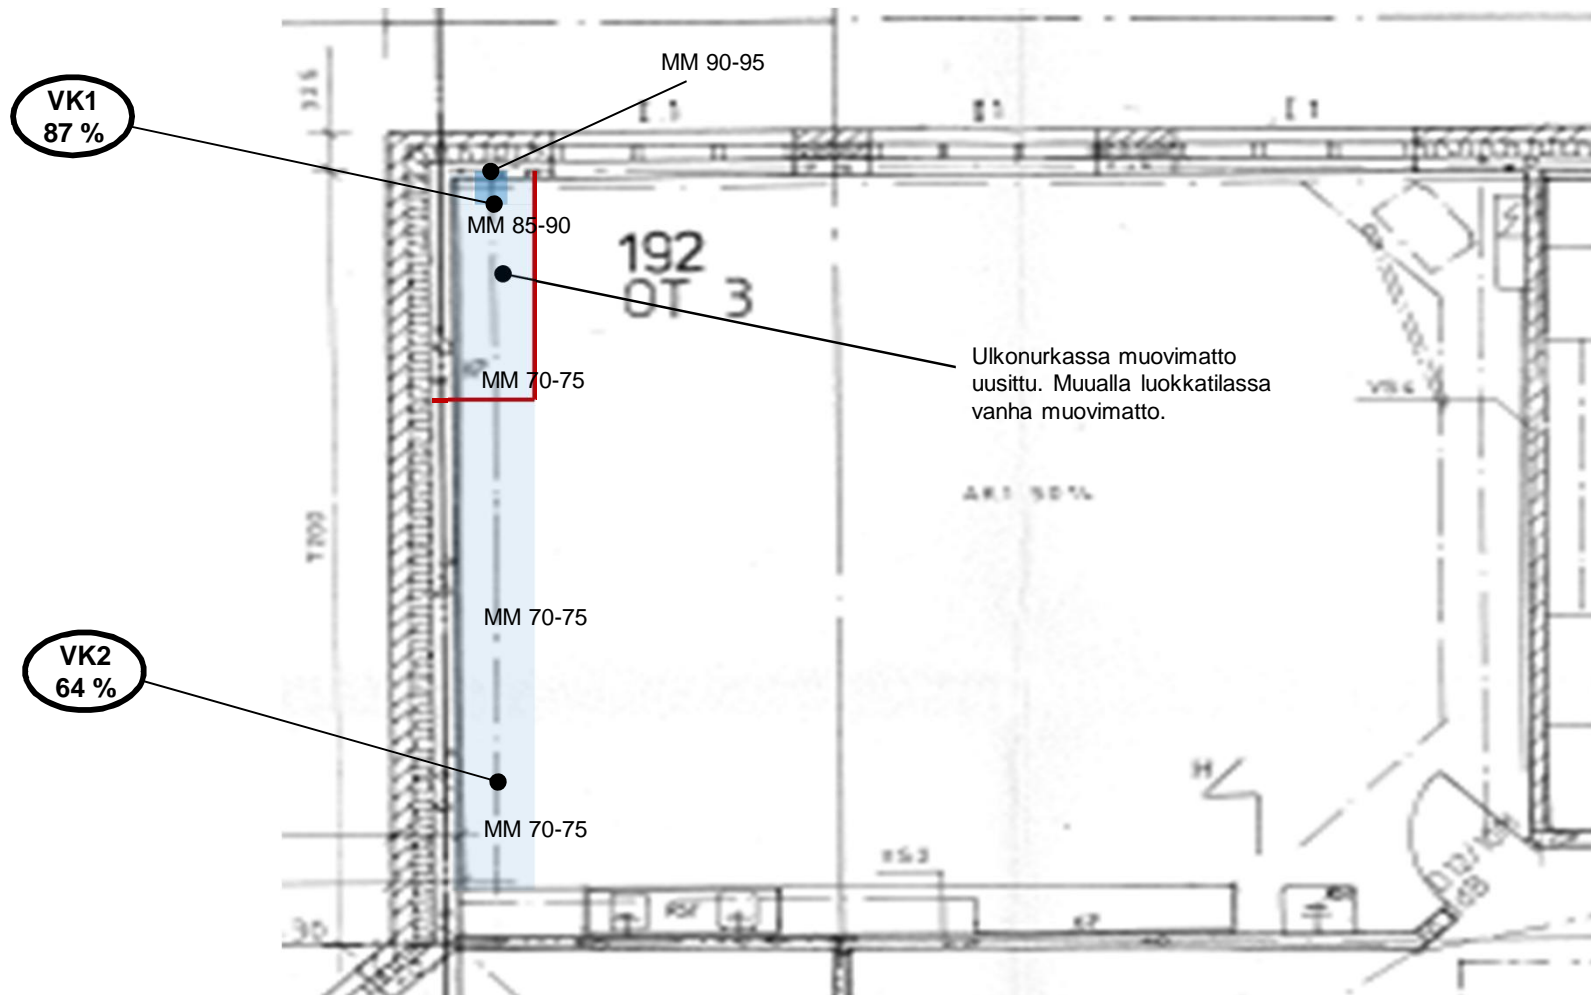 MM 90-95
VK1
87 %
MM 85-90
192
OT 3
Ulkonurkassa muovimatto
uusittu. Muualla luokkatilassa
vanha muovimatto.
MM 70-75
MM 70-75
VK2
64 %
MM 70-75
7700
H